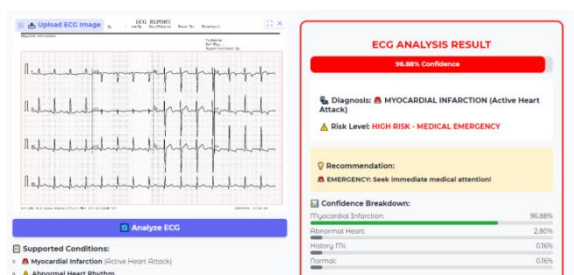 Upload ECG Image
ECG REPORT
Analyze ECG
Supported Conditions:
Myocardial Infarction (Active Heart Attack)
Abnormal Heart Rhythm
ECG ANALYSIS RESULT
96.88% Confidence
Diagnosis: MYOCARDIAL INFARCTION (Active Heart
Attack)
Risk Level: HIGH RISK - MEDICAL EMERGENCY
Recommendation:
EMERGENCY: Seek immediate medical attention!
Confidence Breakdown:
Myocardial Infarction: 96.88%
Abnormal Heart: 2.80%
History MI: 0.16%
Normal: 0.16%